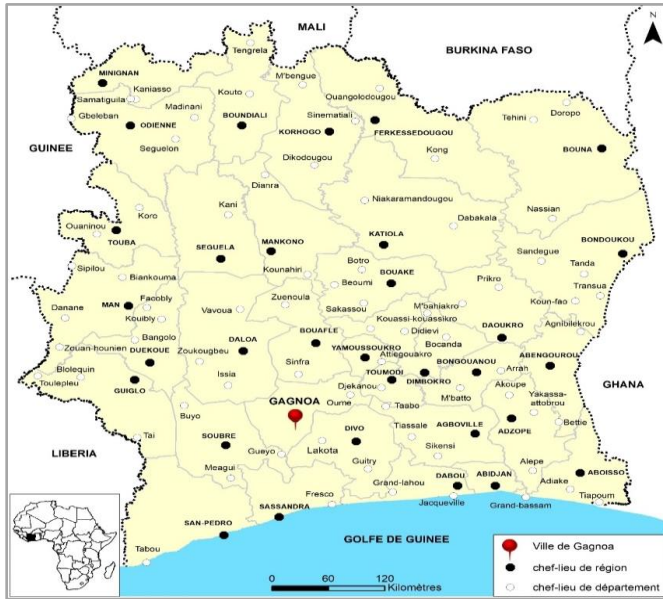 N
MALI
BURKINA FASO
Tengrela
M'bengue
MINIGNAN
Kaniasso
Samatiguila
Kouto
Ouangolodougou
Gbeleban
Madinani
Sinematiali
Doropo
Tehini
ODIENNE
BOUNDIALI
KORHOGO
FERKESSEDOUGOU
GUINEE
Seguelon
Kong
BOUNA
Dikodougou
Dianra
Niakaramandougou
Koro
Kani
Nassian
Ouaninou
Dabakala
TOUBA
SEGUELA
MANKONO
KATIOLA
BONDOUKOU
Sandegue
Sipilou
Biankouma
Kounahiri
Botro
Tanda
BOUAKE
Prikro
Beoumi
Transua
MAN
Facobly
Zuenoula
Sakassou
M'bahiakro
Koun-fao
Danane
Kouibly
Vavoua
Kouassi-kouassikro
Agnibilekrou
Didievi
DAOUKRO
Zouan-hounien
Bangolo
BOUAFLE
Bocanda
DUEKOUE
DALOA
YAMOUSSOUKRO
Attiegouakro
BONGOUANOU
ABENGOUROU
Zoukougbeu
Sinfra
Arrah
Blolequin
TOUMODI
Toulepleu
GUIGLO
Issia
Djekanou
DIMBOKRO
Akoupe
GHANA
GAGNOA
Oume
M'batto
Yakassa-
attobrou
Buyo
Taabo
DIVO
AGBOVILLE
ADZOPE
Bettie
Tai
SOUBRE
Tiassale
LIBERIA
Gueyo
Lakota
Sikensi
Meagui
Guitry
Alepe
ABOISSO
DABOU
ABIDJAN
Adiake
Fresco
Grand-lahou
Tiapoum
SASSANDRA
Jacqueville
Grand-bassam
SAN-PEDRO
GOLFE DE GUINEE
Tabou
Ville de Gagnoa
chef-lieu de région
chef-lieu de département
0
60
120
Kilomètres